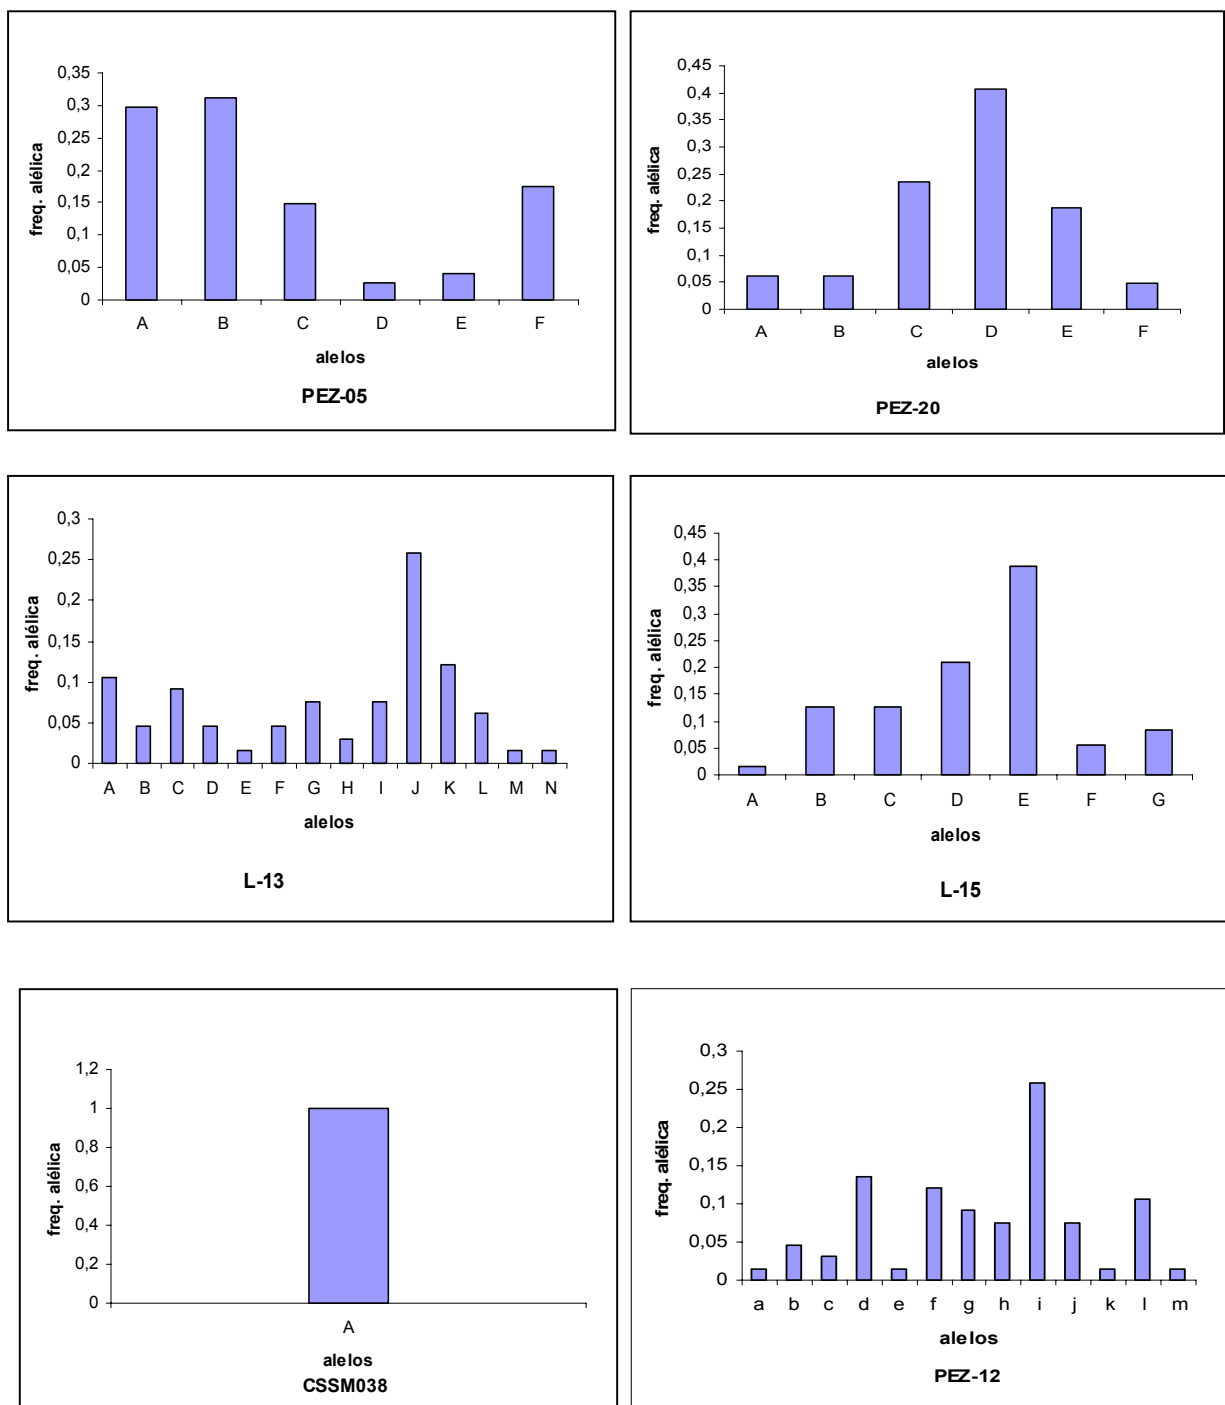 0,35
0,3
0,25
0,2
0,15
0,1
0,05
0
freq. alélica
A B C D E F
alelos
PEZ-05
0,45
0,4
0,35
0,3
0,25
0,2
0,15
0,1
0,05
0
freq. alélica
A B C D E F
alelos
PEZ-20
0,3
0,25
0,2
0,15
0,1
0,05
0
freq. alélica
A B C D E F G H I J K L M N
alelos
L-13
0,45
0,4
0,35
0,3
0,25
0,2
0,15
0,1
0,05
0
freq. alélica
A B C D E F G
alelos
L-15
1,2
1
0,8
0,6
0,4
0,2
0
freq. alélica
A
alelos
CSSM038
0,3
0,25
0,2
0,15
0,1
0,05
0
freq. alélica
a b c d e f g h i j k l m
alelos
PEZ-12